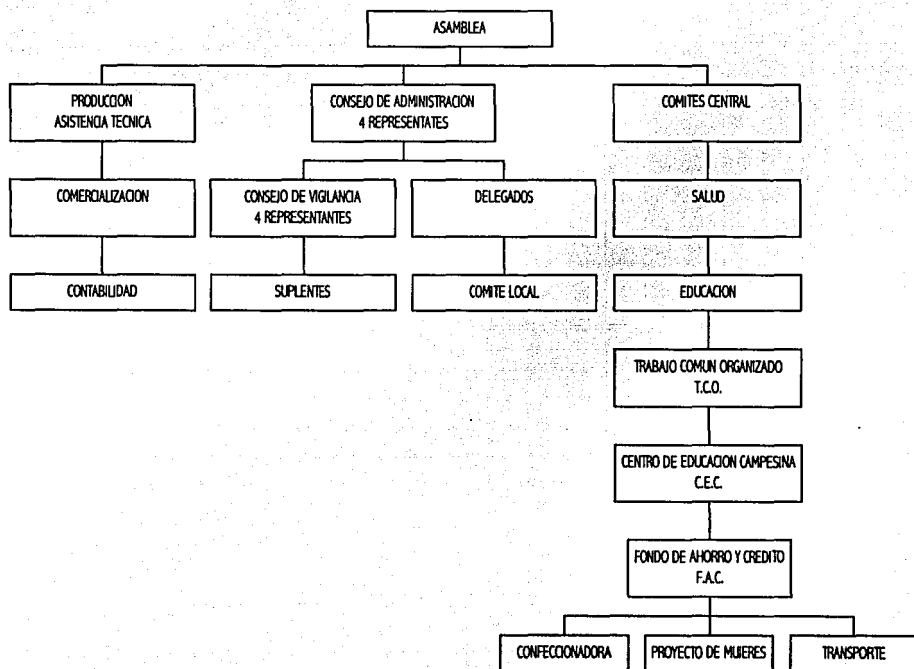 ASAMBLEA
PRODUCCION
ASISTENCIA TECNICA
CONSEJO DE ADMINISTRACION
4 REPRESENTATES
COMITES CENTRAL
COMERCIALIZACION
CONSEJO DE VIGILANCIA
4 REPRESENTANTES
DELEGADOS
SALUD
CONTABILIDAD
SUPLENTES
COMITE LOCAL
EDUCACION
TRABAJO COMUN ORGANIZADO
T.C.O.
CENTRO DE EDUCACION CAMPESINA
C.E.C.
FONDO DE AHORRO Y CREDITO
F.A.C.
CONFECCIONADORA
PROYECTO DE MUJERES
TRANSPORTE